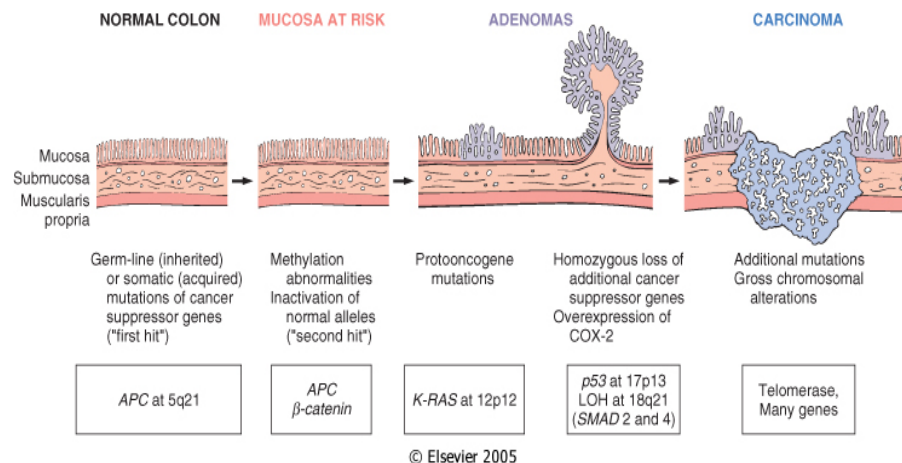 NORMAL COLON
MUCOSA AT RISK
ADENOMAS
CARCINOMA
Mucosa
Submucosa
Muscularis
propria
Germ-line (inherited)
or somatic (acquired)
mutations of cancer
suppressor genes
("first hit")
Methylation
abnormalities
Inactivation of
normal alleles
("second hit")
Protooncogene
mutations
Homozygous loss of
additional cancer
suppressor genes
Overexpression of
COX-2
Additional mutations
Gross chromosomal
alterations
APC at 5q21
APC
β-catenin
K-RAS at 12p12
p53 at 17p13
LOH at 18q21
(SMAD 2 and 4)
Telomerase,
Many genes
© Elsevier 2005